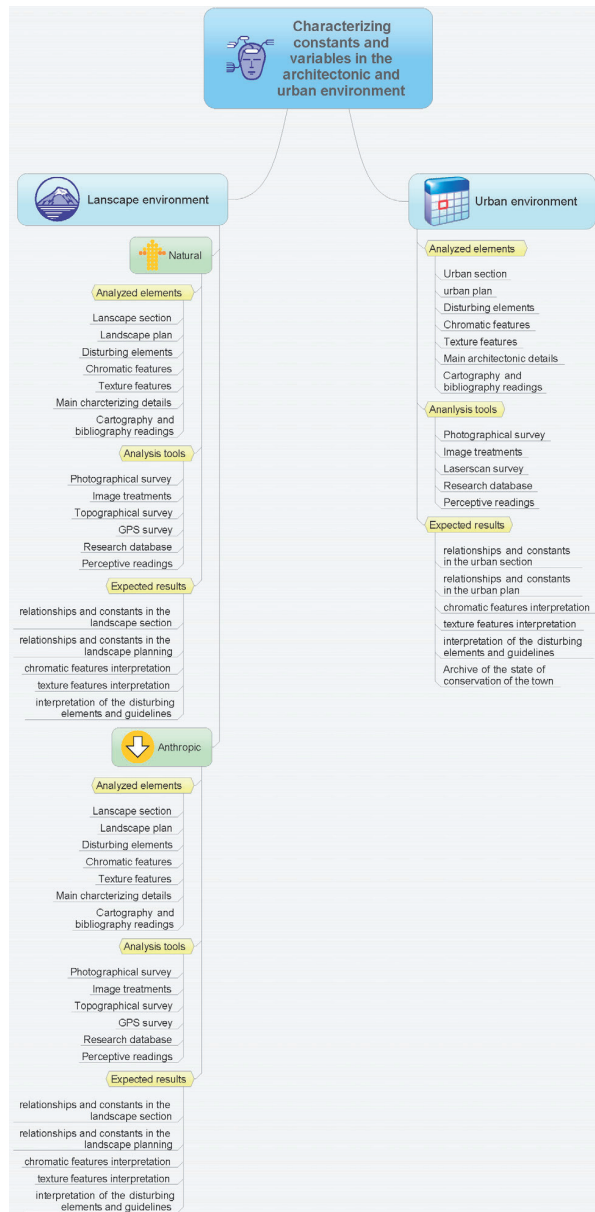 Characterizing
constants and
variables in the
architectonic and
urban environment
Lanscape environment
Natural
Analyzed elements
Lanscape section
Landscape plan
Disturbing elements
Chromatic features
Texture features
Main charcterizing details
Cartography and
bibliography readings
Analysis tools
Photographical survey
Image treatments
Topographical survey
GPS survey
Research database
Perceptive readings
Expected results
relationships and constants in the
landscape section
relationships and constants in the
landscape planning
chromatic features interpretation
texture features interpretation
interpretation of the disturbing
elements and guidelines
Anthropic
Analyzed elements
Lanscape section
Landscape plan
Disturbing elements
Chromatic features
Texture features
Main charcterizing details
Cartography and
bibliography readings
Analysis tools
Photographical survey
Image treatments
Topographical survey
GPS survey
Research database
Perceptive readings
Expected results
relationships and constants in the
landscape section
relationships and constants in the
landscape planning
chromatic features interpretation
texture features interpretation
interpretation of the disturbing
elements and guidelines
Urban environment
Analyzed elements
Urban section
urban plan
Disturbing elements
Chromatic features
Texture features
Main architectonic details
Cartography and
bibliography readings
Ananlysis tools
Photographical survey
Image treatments
Laserscan survey
Research database
Perceptive readings
Expected results
relationships and constants
in the urban section
relationships and constants
in the urban plan
chromatic features interpretation
texture features interpretation
interpretation of the disturbing
elements and guidelines
Archive of the state of
conservation of the town